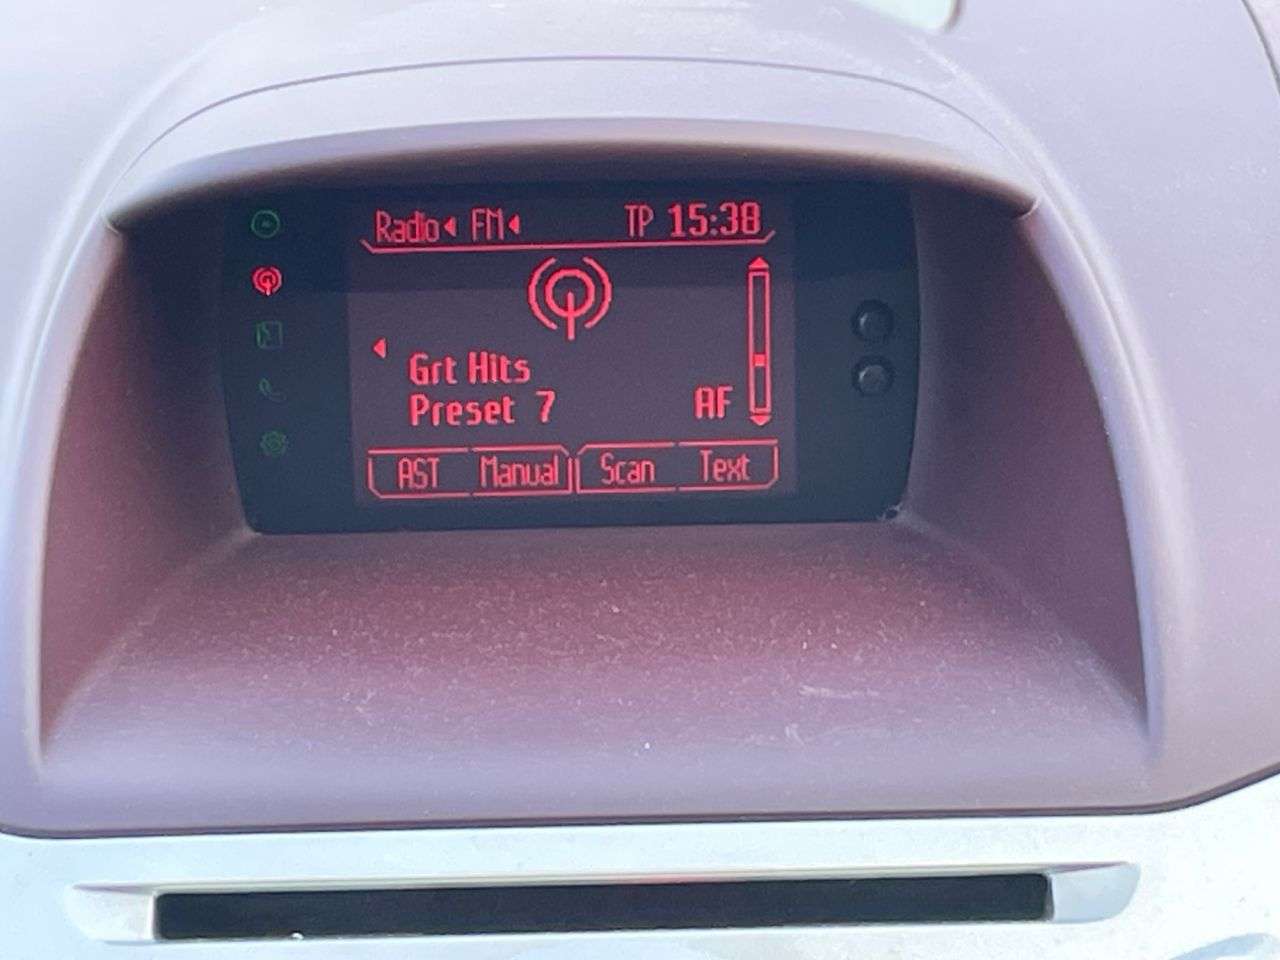 Radio FM TP 15:38
Grt Hits
Preset 7 AF
AST Manual Scan Text